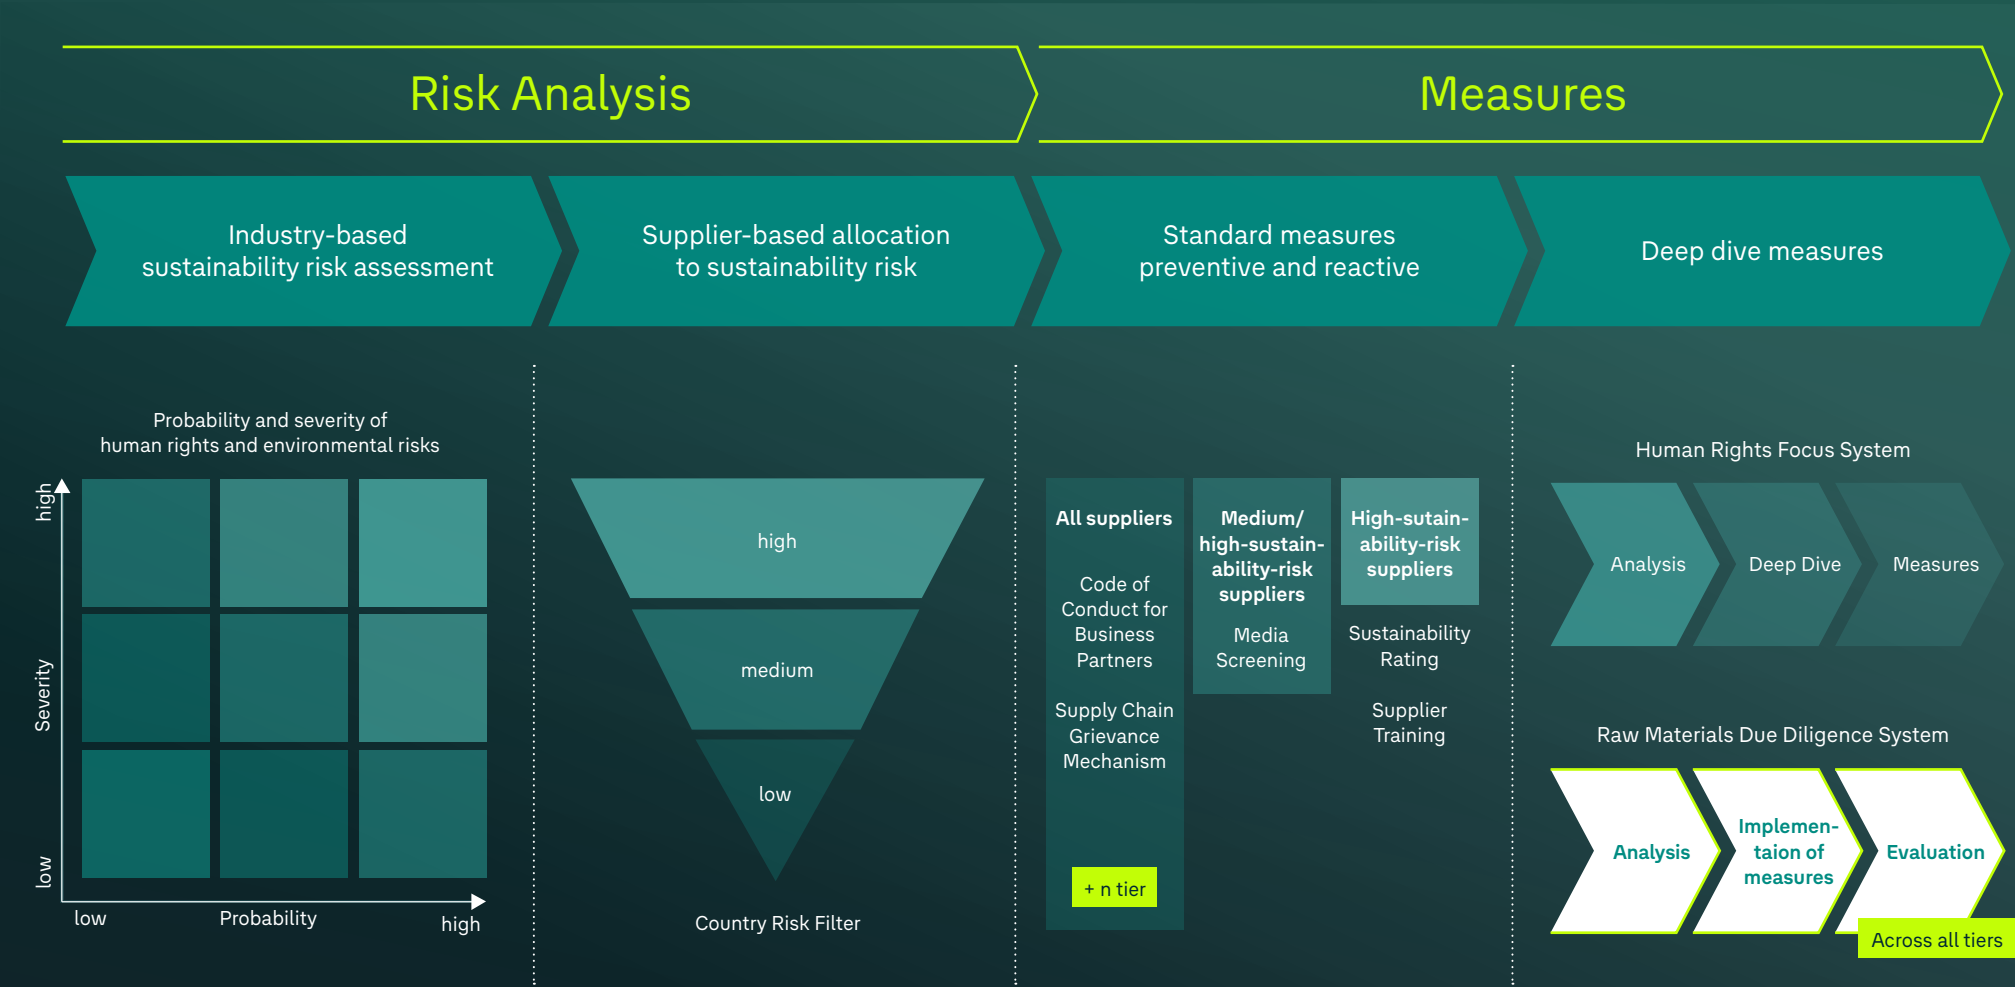 Risk Analysis
Measures
Industry-based
sustainability risk assessment
Supplier-based allocation
to sustainability risk
Standard measures
preventive and reactive
Deep dive measures
Probability and severity of
human rights and environmental risks
high
Severity
low
low
Probability
high
high
medium
low
Country Risk Filter
All suppliers
Code of
Conduct for
Business
Partners
Supply Chain
Grievance
Mechanism
+ n tier
Medium/
high-sustain-
ability-risk
suppliers
Media
Screening
High-sutain-
ability-risk
suppliers
Sustainability
Rating
Supplier
Training
Human Rights Focus System
Analysis
Deep Dive
Measures
Raw Materials Due Diligence System
Analysis
Implemen-
taion of
measures
Evaluation
Across all tiers